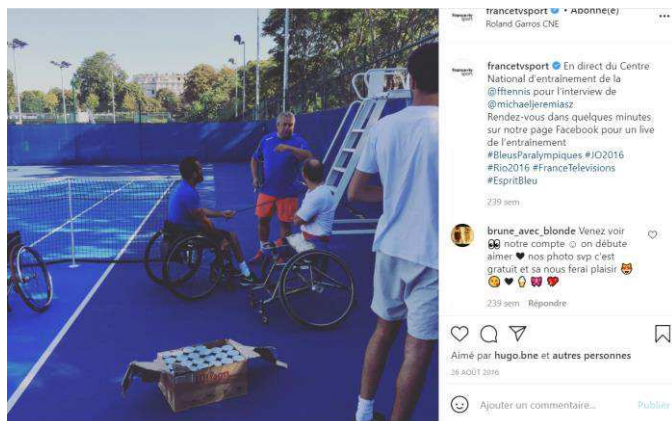 francetvsport • Abonné(e)
Roland Garros CNE
francetvsport En direct du Centre
National d'entraînement de la
@fftennis pour l'interview de
@michaeljeremiasz
Rendez-vous dans quelques minutes
sur notre page Facebook pour un live
de l'entraînement
#BleusParalympiques #JO2016
#Rio2016 #FranceTelevisions
#EspritBleu
239 sem
brune_avec_blonde Venez voir
👀 notre compte ☺ on débute
aimer ♥ nos photo svp c'est
gratuit et sa nous ferai plaisir 😸
239 sem Répondre
Aimé par hugo.bne et autres personnes
26 AOÛT 2016
Ajouter un commentaire... Publier